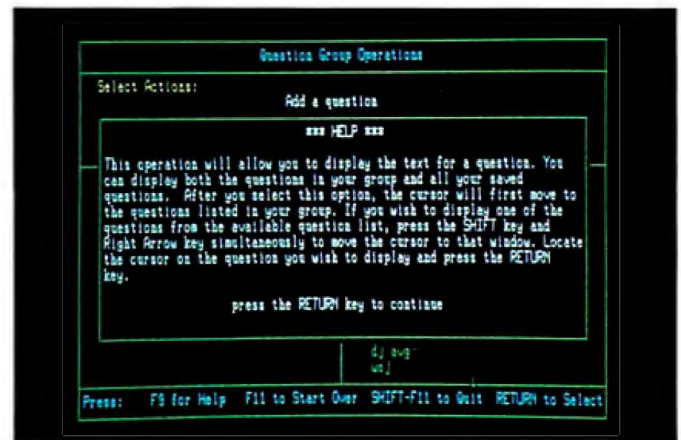 Question Group Operations
Select Actions:
Add a question
*** HELP ***
This operation will allow you to display the text for a question. You
can display both the questions in your group and all your saved
questions. After you select this option, the cursor will first move to
the questions listed in your group. If you wish to display one of the
questions from the available question list, press the SHIFT key and
Right Arrow key simultaneously to move the cursor to that window. Locate
the cursor on the question you wish to display and press the RETURN
key.
press the RETURN key to continue
dj avg
wsj
Press: F9 for Help F11 to Start Over SHIFT-F11 to Quit RETURN to Select